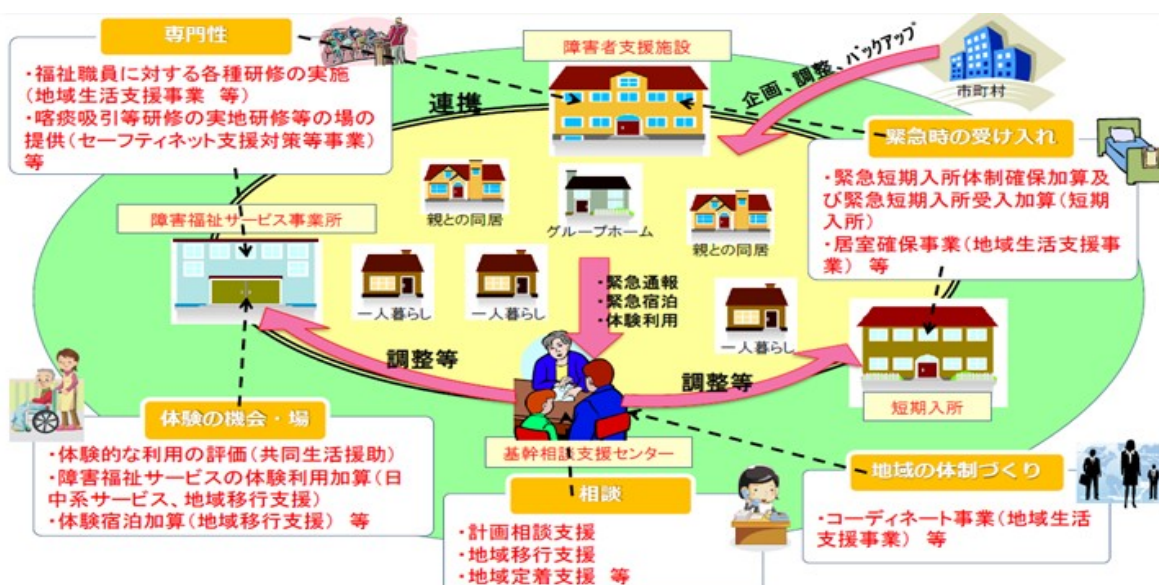 専門性
・福祉職員に対する各種研修の実施
(地域生活支援事業 等)
・喀痰吸引等研修の実地研修等の場の
提供(セーフティネット支援対策等事業)
等
障害者支援施設
連携
企画、調整、バックアップ
市町村
緊急時の受け入れ
・緊急短期入所体制確保加算及
び緊急短期入所受入加算(短期
入所)
・居室確保事業(地域生活支援事
業) 等
障害福祉サービス事業所
親との同居
グループホーム
親との同居
一人暮らし
一人暮らし
・緊急通報
・緊急宿泊
・体験利用
一人暮らし
調整等
調整等
短期入所
基幹相談支援センター
体験の機会・場
・体験的な利用の評価(共同生活援助)
・障害福祉サービスの体験利用加算(日
中系サービス、地域移行支援)
・体験宿泊加算(地域移行支援) 等
相談
・計画相談支援
・地域移行支援
・地域定着支援 等
地域の体制づくり
・コーディネート事業(地域生活
支援事業) 等